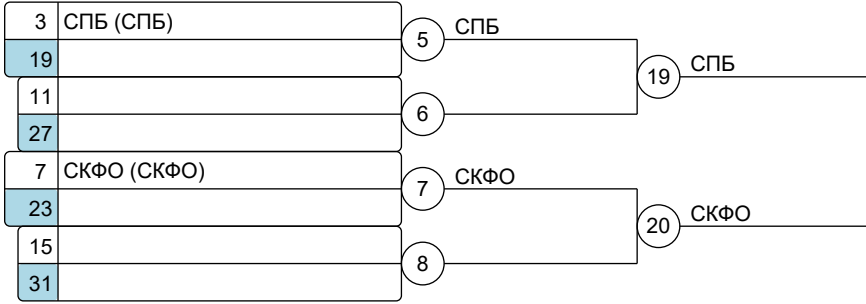 3 СПБ (СПБ)
5 СПБ
19
19 СПБ
11
6
27
7 СКФО (СКФО)
7 СКФО
23
20 СКФО
15
8
31